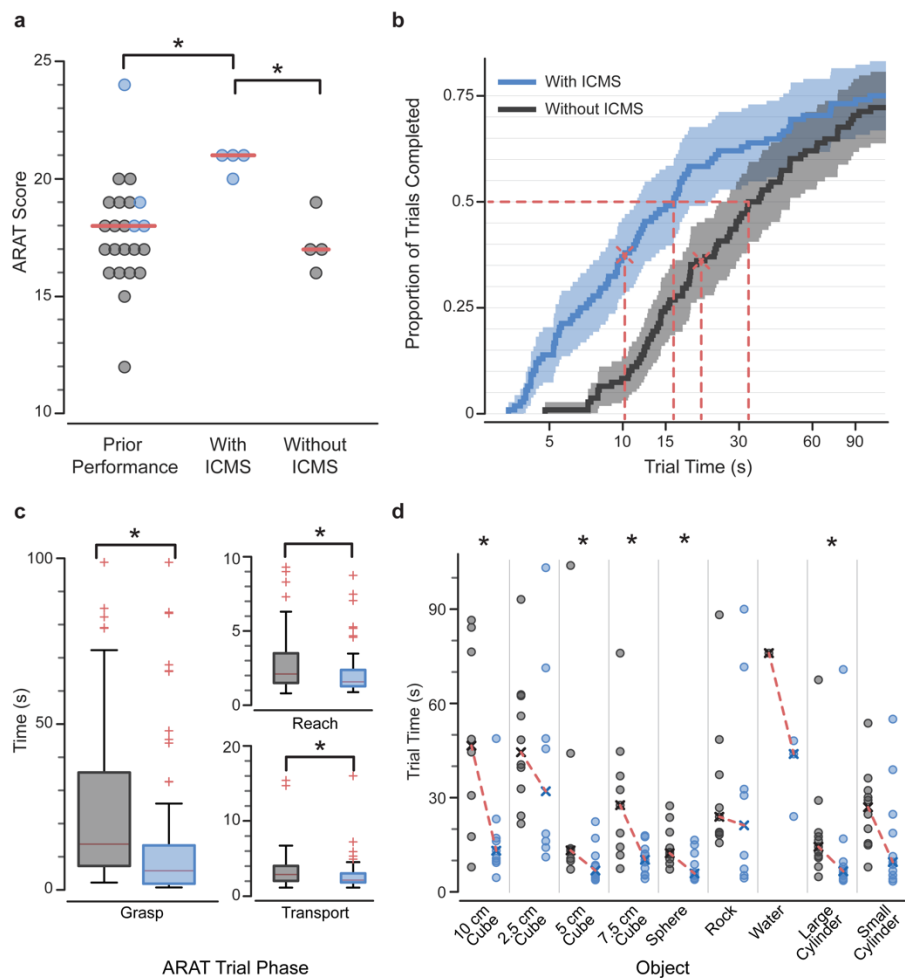 a
*
*
25
20
15
10
ARAT Score
Prior
Performance
With
ICMS
Without
ICMS
b
With ICMS
Without ICMS
0.75
0.5
0.25
0
Proportion of Trials Completed
5
10
15
30
60
90
Trial Time (s)
c
*
100
50
0
Time (s)
Grasp
*
10
5
0
Reach
*
20
10
0
Transport
ARAT Trial Phase
d
* * * * *
90
60
30
0
Trial Time (s)
10 cm
Cube
2.5 cm
Cube
5 cm
Cube
7.5 cm
Cube
Sphere
Rock
Water
Large
Cylinder
Small
Cylinder
Object